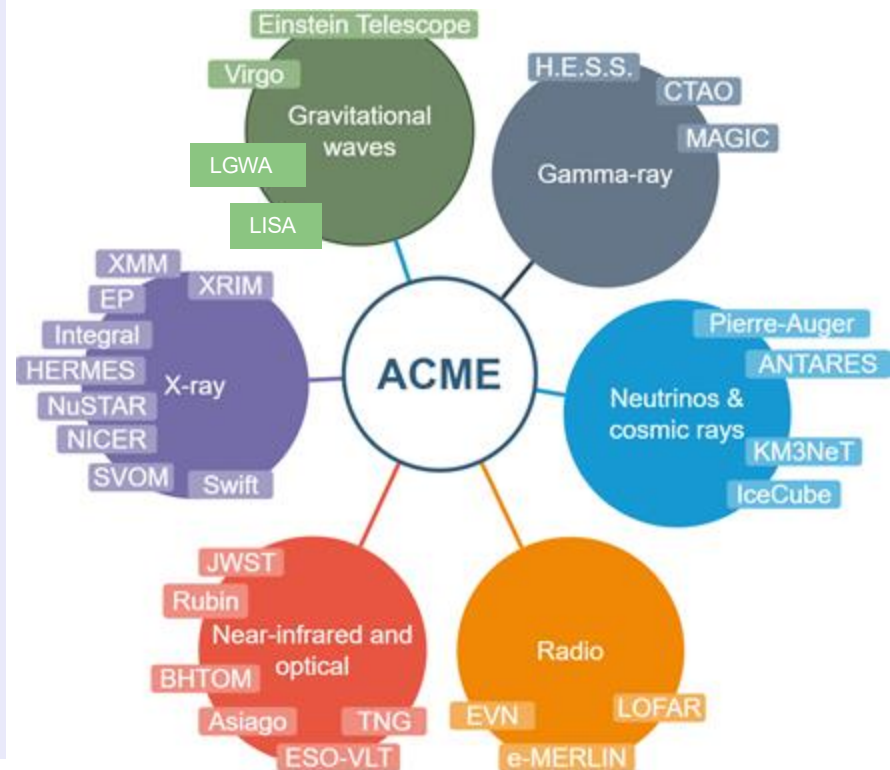 Einstein Telescope
Virgo
Gravitational
waves
LGWA
LISA
H.E.S.S.
CTAO
MAGIC
Gamma-ray
XMM
XRIM
EP
Integral
HERMES
X-ray
NuSTAR
NICER
SVOM
Swift
ACME
Pierre-Auger
ANTARES
Neutrinos &
cosmic rays
KM3NeT
IceCube
JWST
Rubin
Near-infrared and
optical
BHTOM
Asiago
TNG
ESO-VLT
Radio
EVN
LOFAR
e-MERLIN